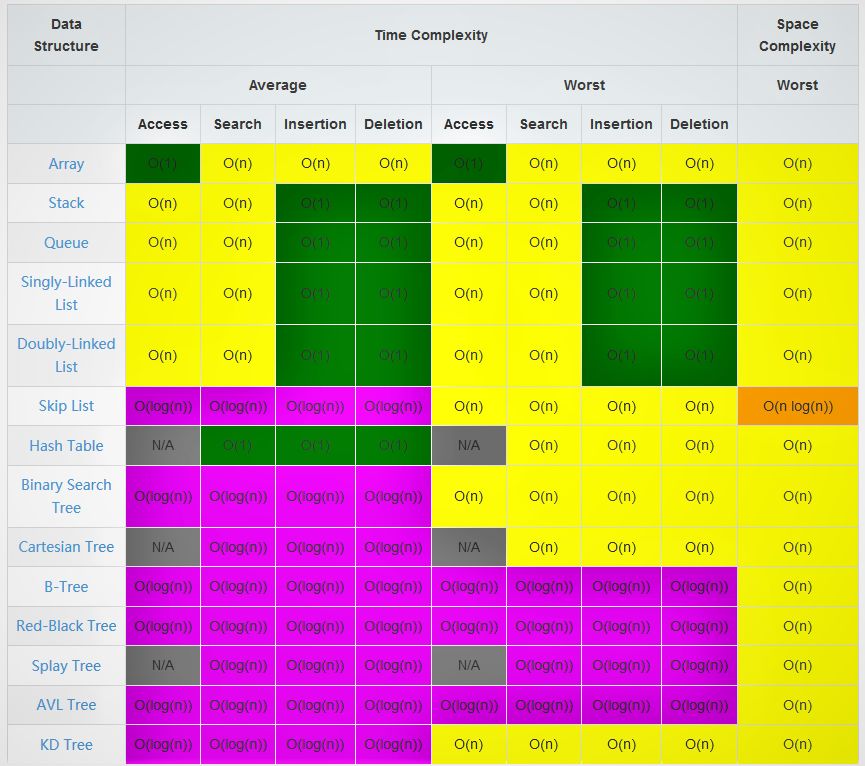 Data Structure Time Complexity Space Complexity
Average Worst Worst
Access Search Insertion Deletion Access Search Insertion Deletion
Array O(1) O(n) O(n) O(n) O(1) O(n) O(n) O(n) O(n)
Stack O(n) O(n) O(1) O(1) O(n) O(n) O(1) O(1) O(n)
Queue O(n) O(n) O(1) O(1) O(n) O(n) O(1) O(1) O(n)
Singly-Linked List O(n) O(n) O(1) O(1) O(n) O(n) O(1) O(1) O(n)
Doubly-Linked List O(n) O(n) O(1) O(1) O(n) O(n) O(1) O(1) O(n)
Skip List O(log(n)) O(log(n)) O(log(n)) O(log(n)) O(n) O(n) O(n) O(n) O(n log(n))
Hash Table N/A O(1) O(1) O(1) N/A O(n) O(n) O(n) O(n)
Binary Search Tree O(log(n)) O(log(n)) O(log(n)) O(log(n)) O(n) O(n) O(n) O(n) O(n)
Cartesian Tree N/A O(log(n)) O(log(n)) O(log(n)) N/A O(n) O(n) O(n) O(n)
B-Tree O(log(n)) O(log(n)) O(log(n)) O(log(n)) O(log(n)) O(log(n)) O(log(n)) O(log(n)) O(n)
Red-Black Tree O(log(n)) O(log(n)) O(log(n)) O(log(n)) O(log(n)) O(log(n)) O(log(n)) O(log(n)) O(n)
Splay Tree N/A O(log(n)) O(log(n)) O(log(n)) N/A O(log(n)) O(log(n)) O(log(n)) O(n)
AVL Tree O(log(n)) O(log(n)) O(log(n)) O(log(n)) O(log(n)) O(log(n)) O(log(n)) O(log(n)) O(n)
KD Tree O(log(n)) O(log(n)) O(log(n)) O(log(n)) O(n) O(n) O(n) O(n) O(n)